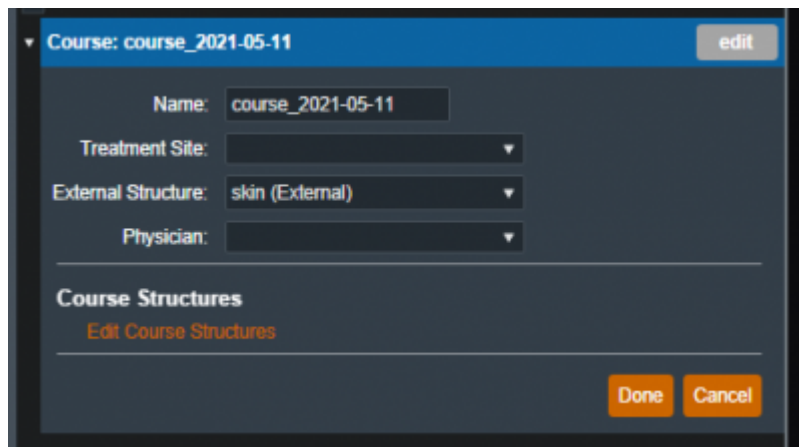 Course: course_2021-05-11 edit
Name: course_2021-05-11
Treatment Site:
External Structure: skin (External)
Physician:
Course Structures
Edit Course Structures
Done Cancel